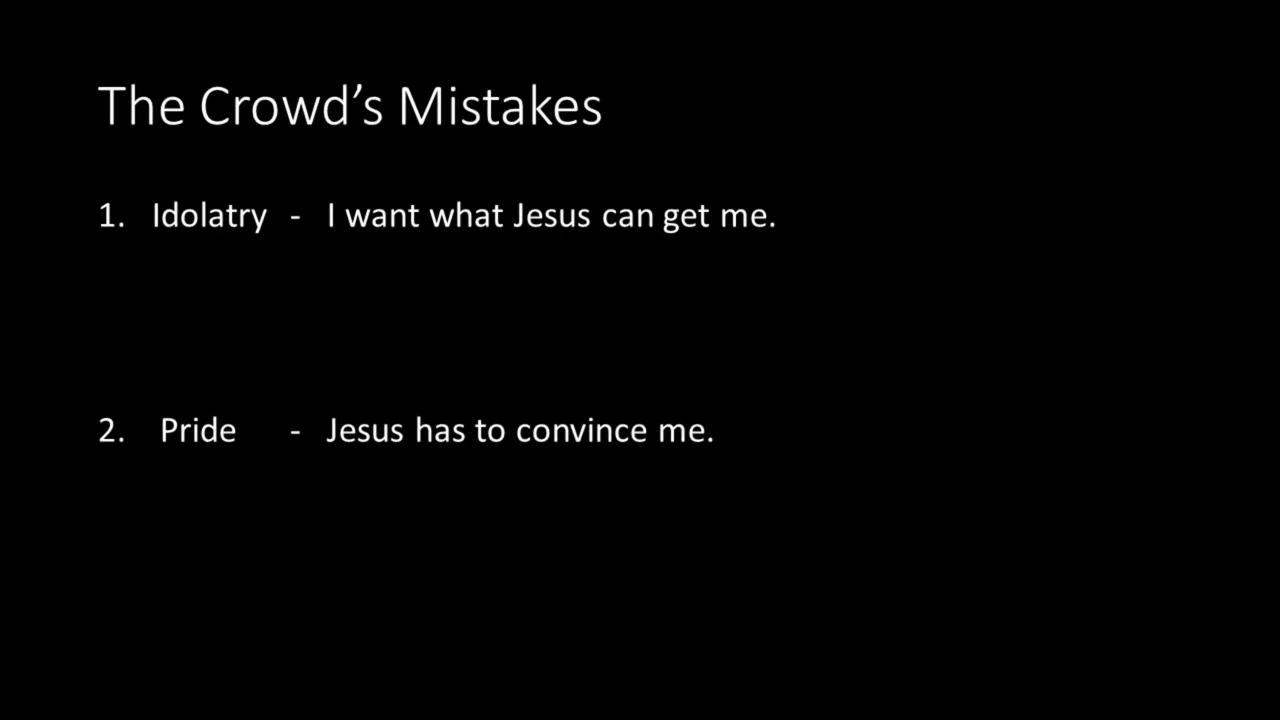 The Crowd’s Mistakes
1. Idolatry - I want what Jesus can get me.
2. Pride - Jesus has to convince me.